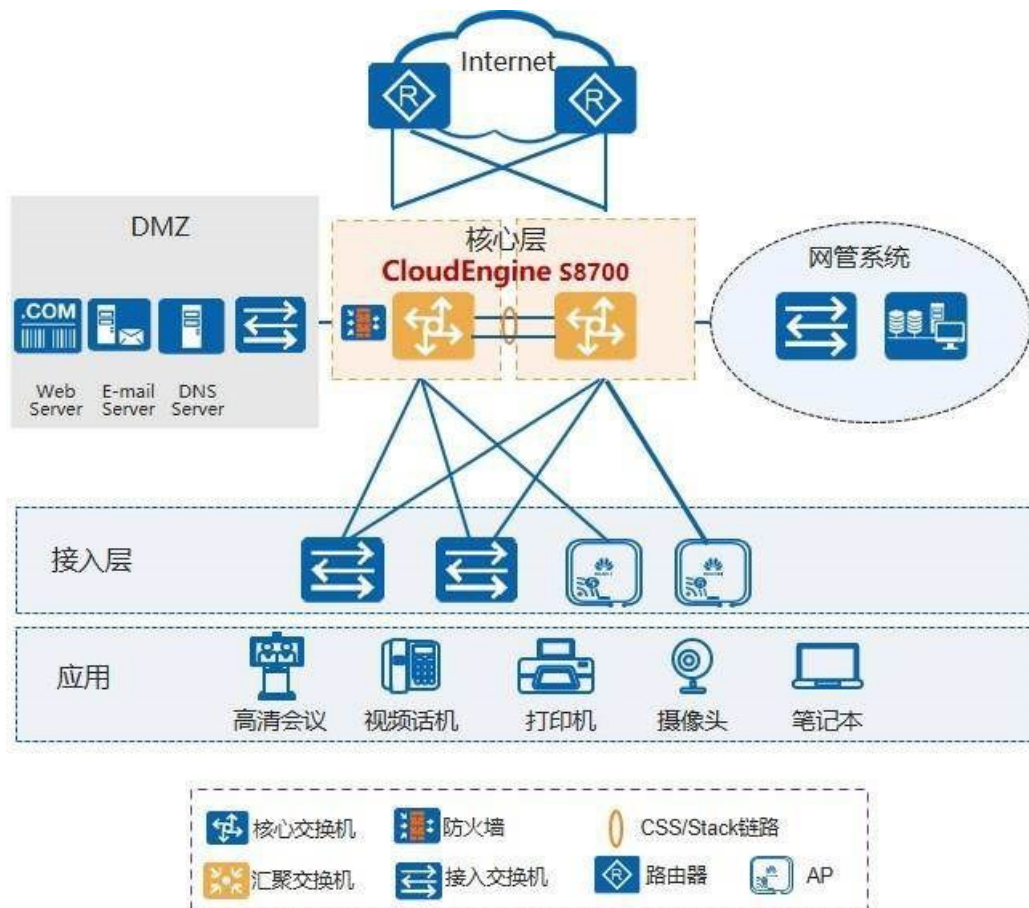 Internet
R
R
DMZ
核心层
CloudEngine S8700
网管系统
.COM
Web
Server
E-mail
Server
DNS
Server
接入层
应用
高清会议
视频话机
打印机
摄像头
笔记本
核心交换机
防火墙
CSS/Stack链路
汇聚交换机
接入交换机
R
路由器
AP